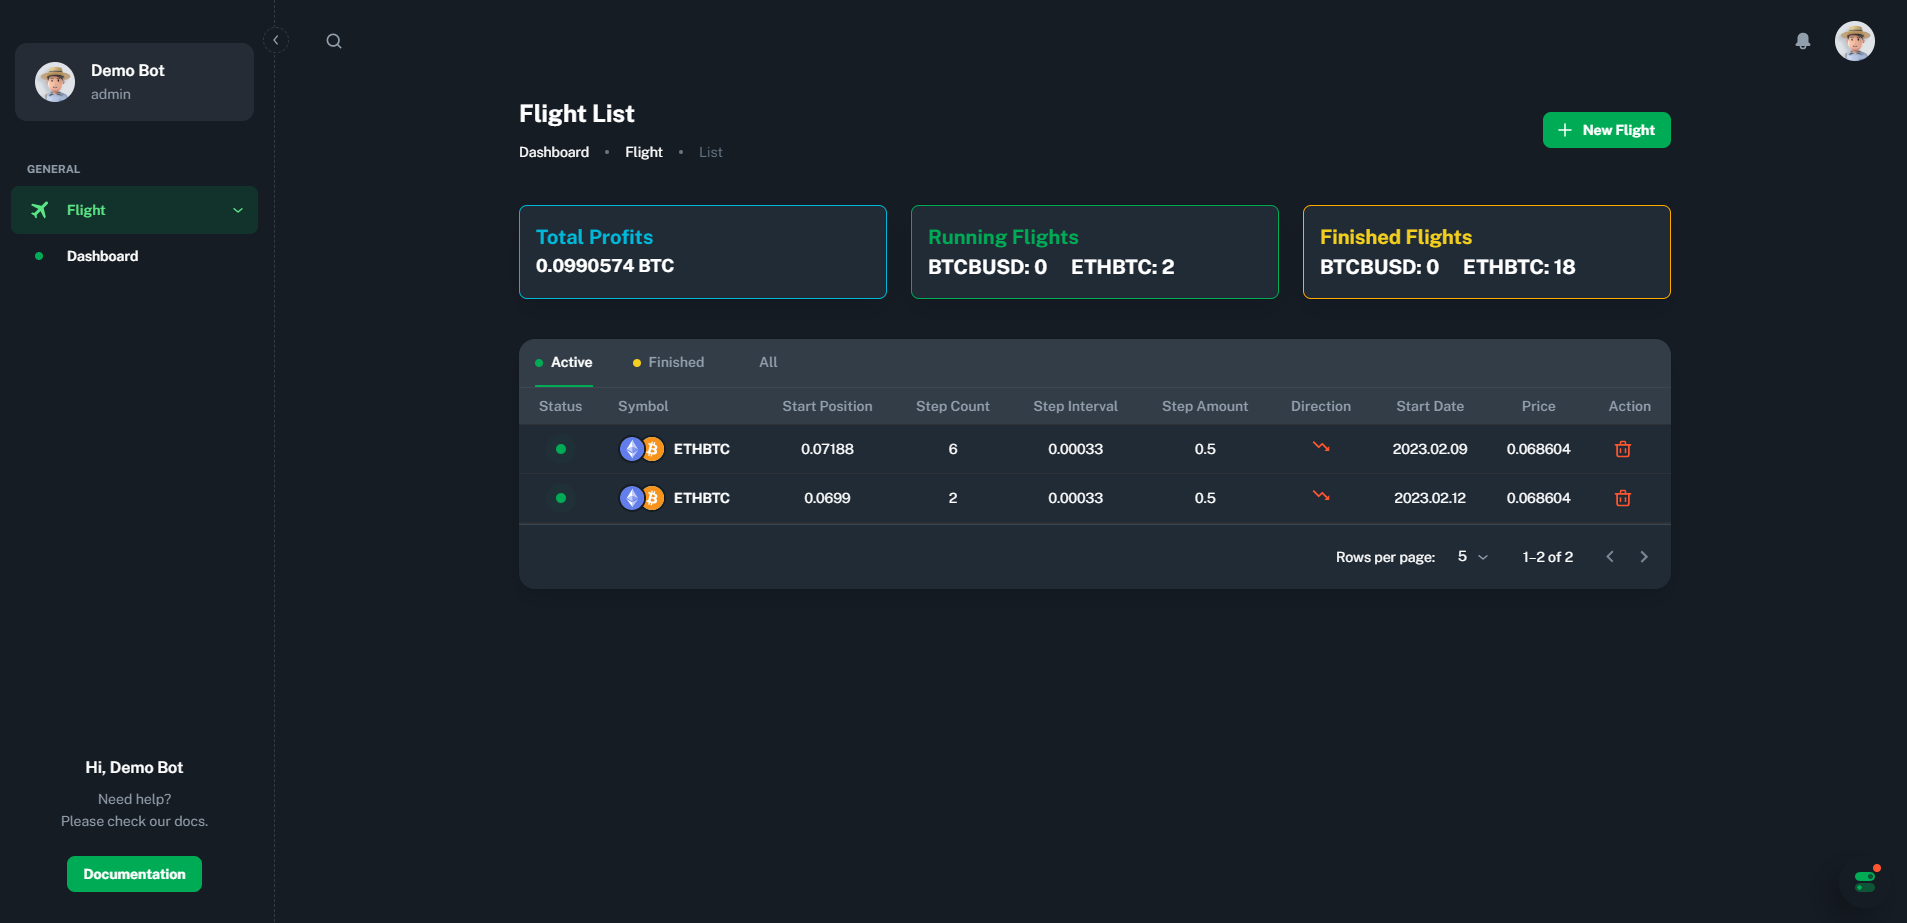 Demo Bot
admin
GENERAL
Flight
Dashboard
Hi, Demo Bot
Need help?
Please check our docs.
Documentation
Flight List
Dashboard • Flight • List
New Flight
Total Profits
0.0990574 BTC
Running Flights
BTCBUSD: 0 ETHBTC: 2
Finished Flights
BTCBUSD: 0 ETHBTC: 18
Active Finished All
Status Symbol Start Position Step Count Step Interval Step Amount Direction Start Date Price Action
ETHBTC 0.07188 6 0.00033 0.5 2023.02.09 0.068604
ETHBTC 0.0699 2 0.00033 0.5 2023.02.12 0.068604
Rows per page: 5 1–2 of 2